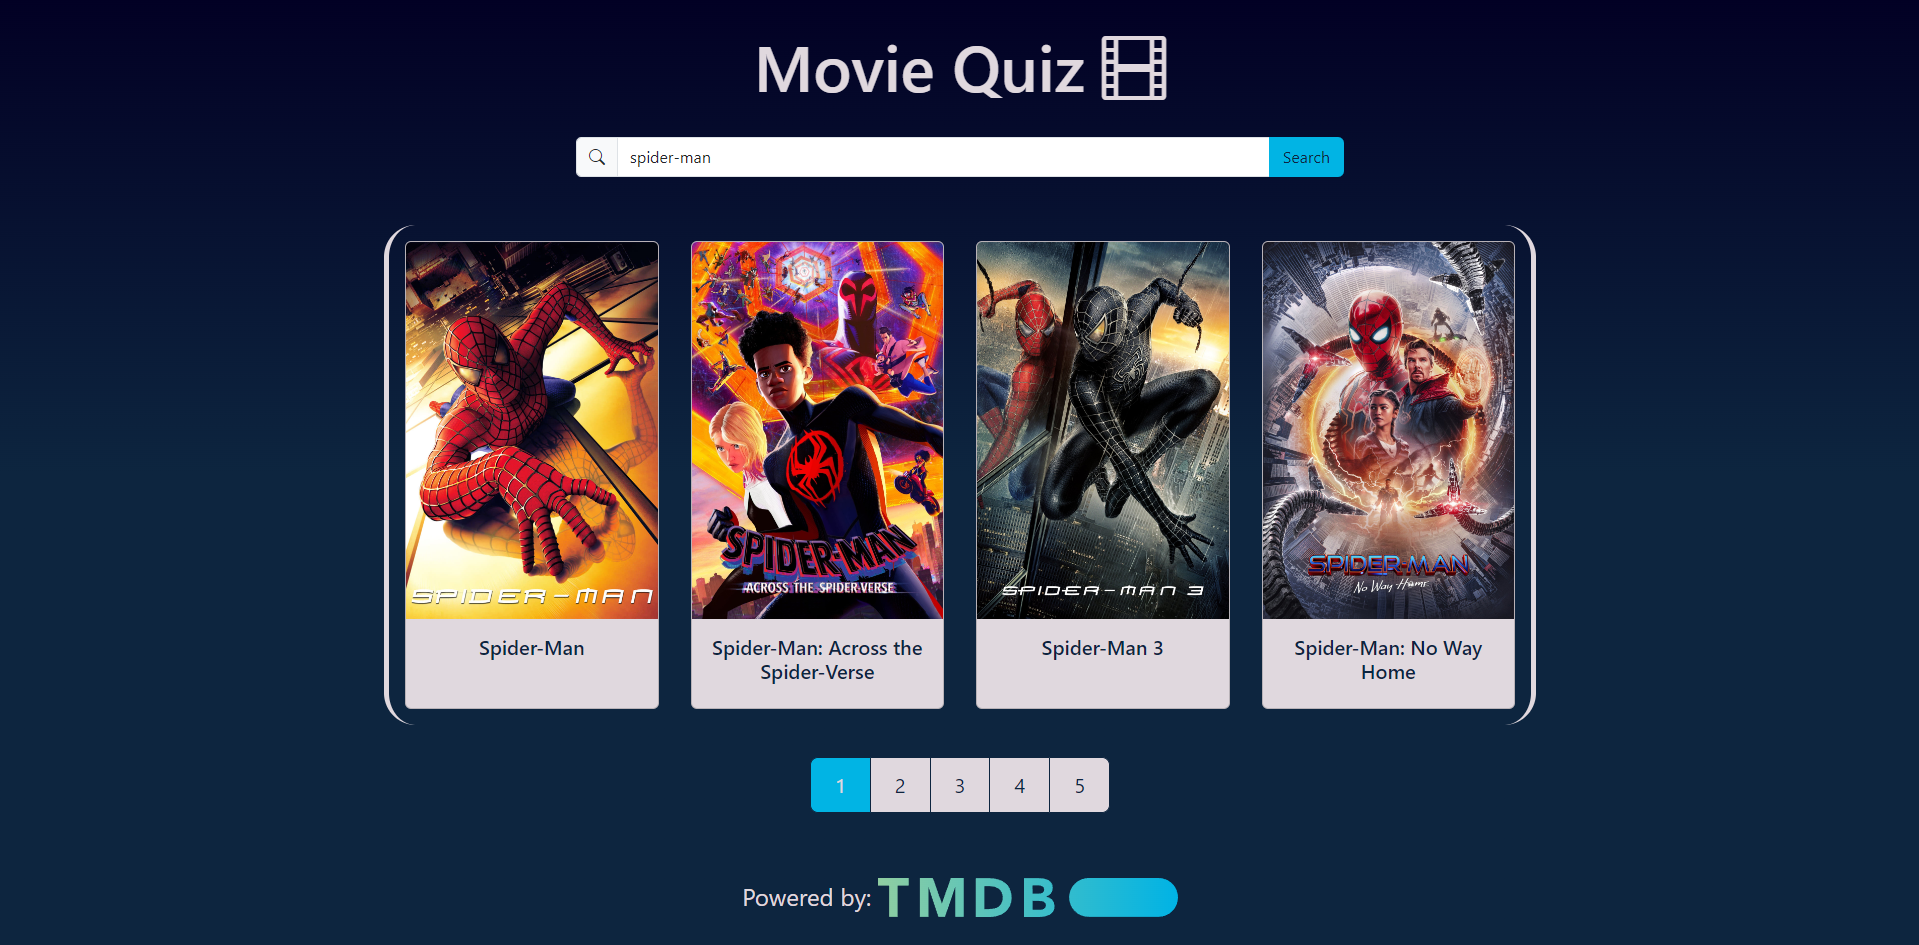 Movie Quiz
spider-man
Search
SPIDER-MAN
SPIDER-MAN
ACROSS THE SPIDER-VERSE
SPIDER-MAN 3
SPIDER-MAN
No Way Home
Spider-Man
Spider-Man: Across the
Spider-Verse
Spider-Man 3
Spider-Man: No Way
Home
1
2
3
4
5
Powered by: TMDB